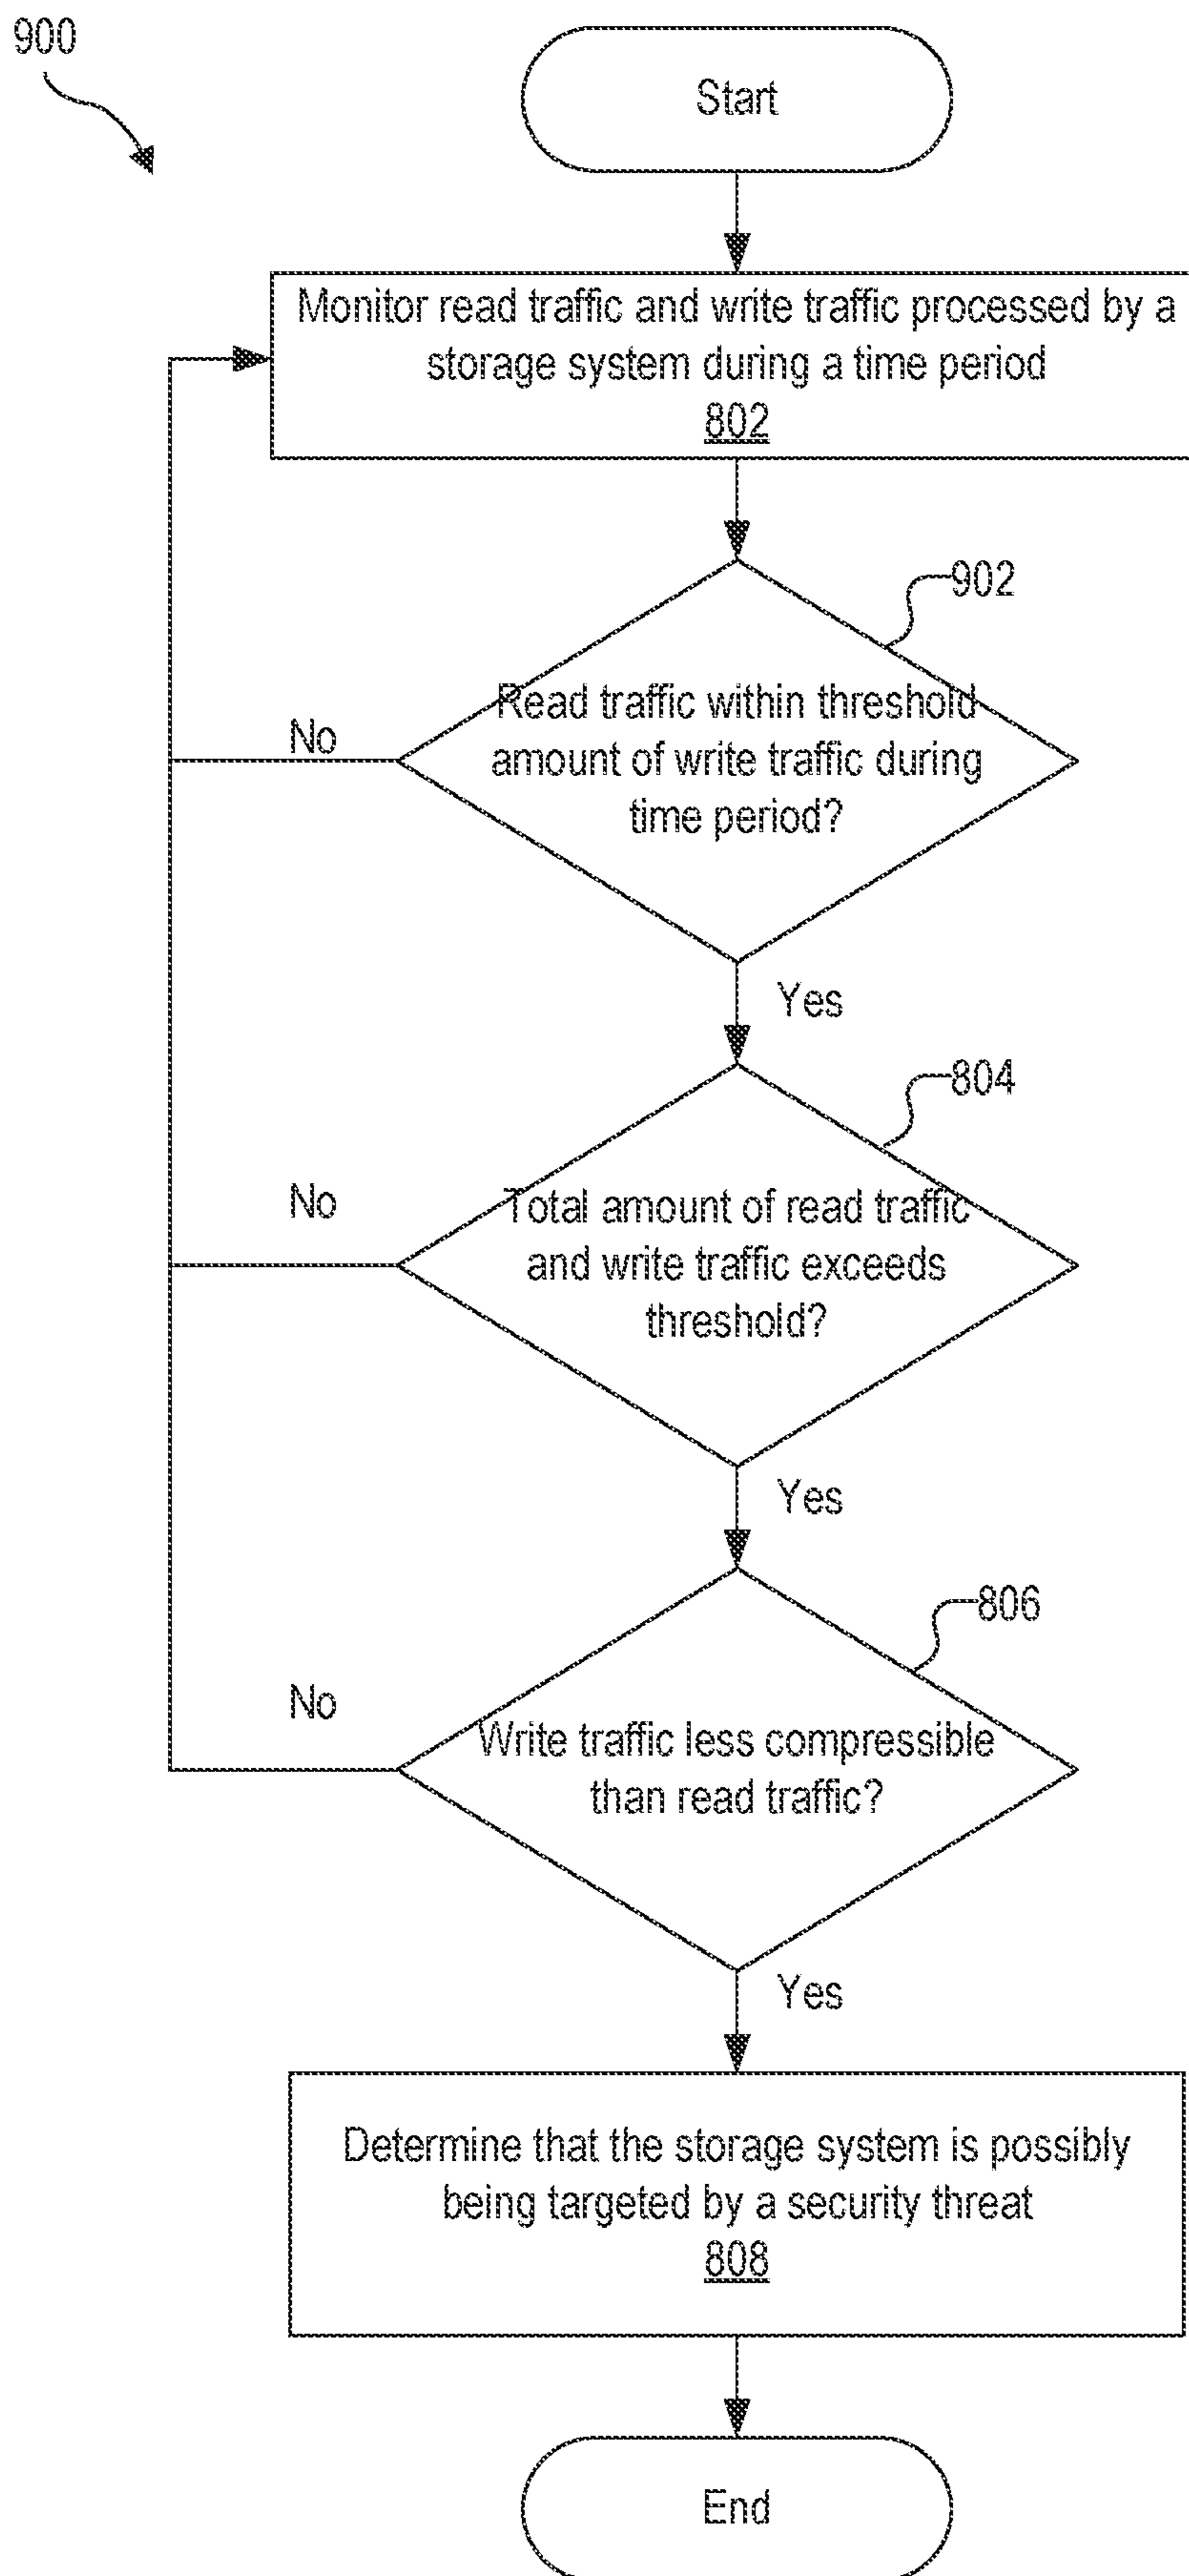 900
Start
Monitor read traffic and write traffic processed by a
storage system during a time period
802
902
Read traffic within threshold
amount of write traffic during
time period?
No
Yes
804
Total amount of read traffic
and write traffic exceeds
threshold?
No
Yes
806
Write traffic less compressible
than read traffic?
No
Yes
Determine that the storage system is possibly
being targeted by a security threat
808
End